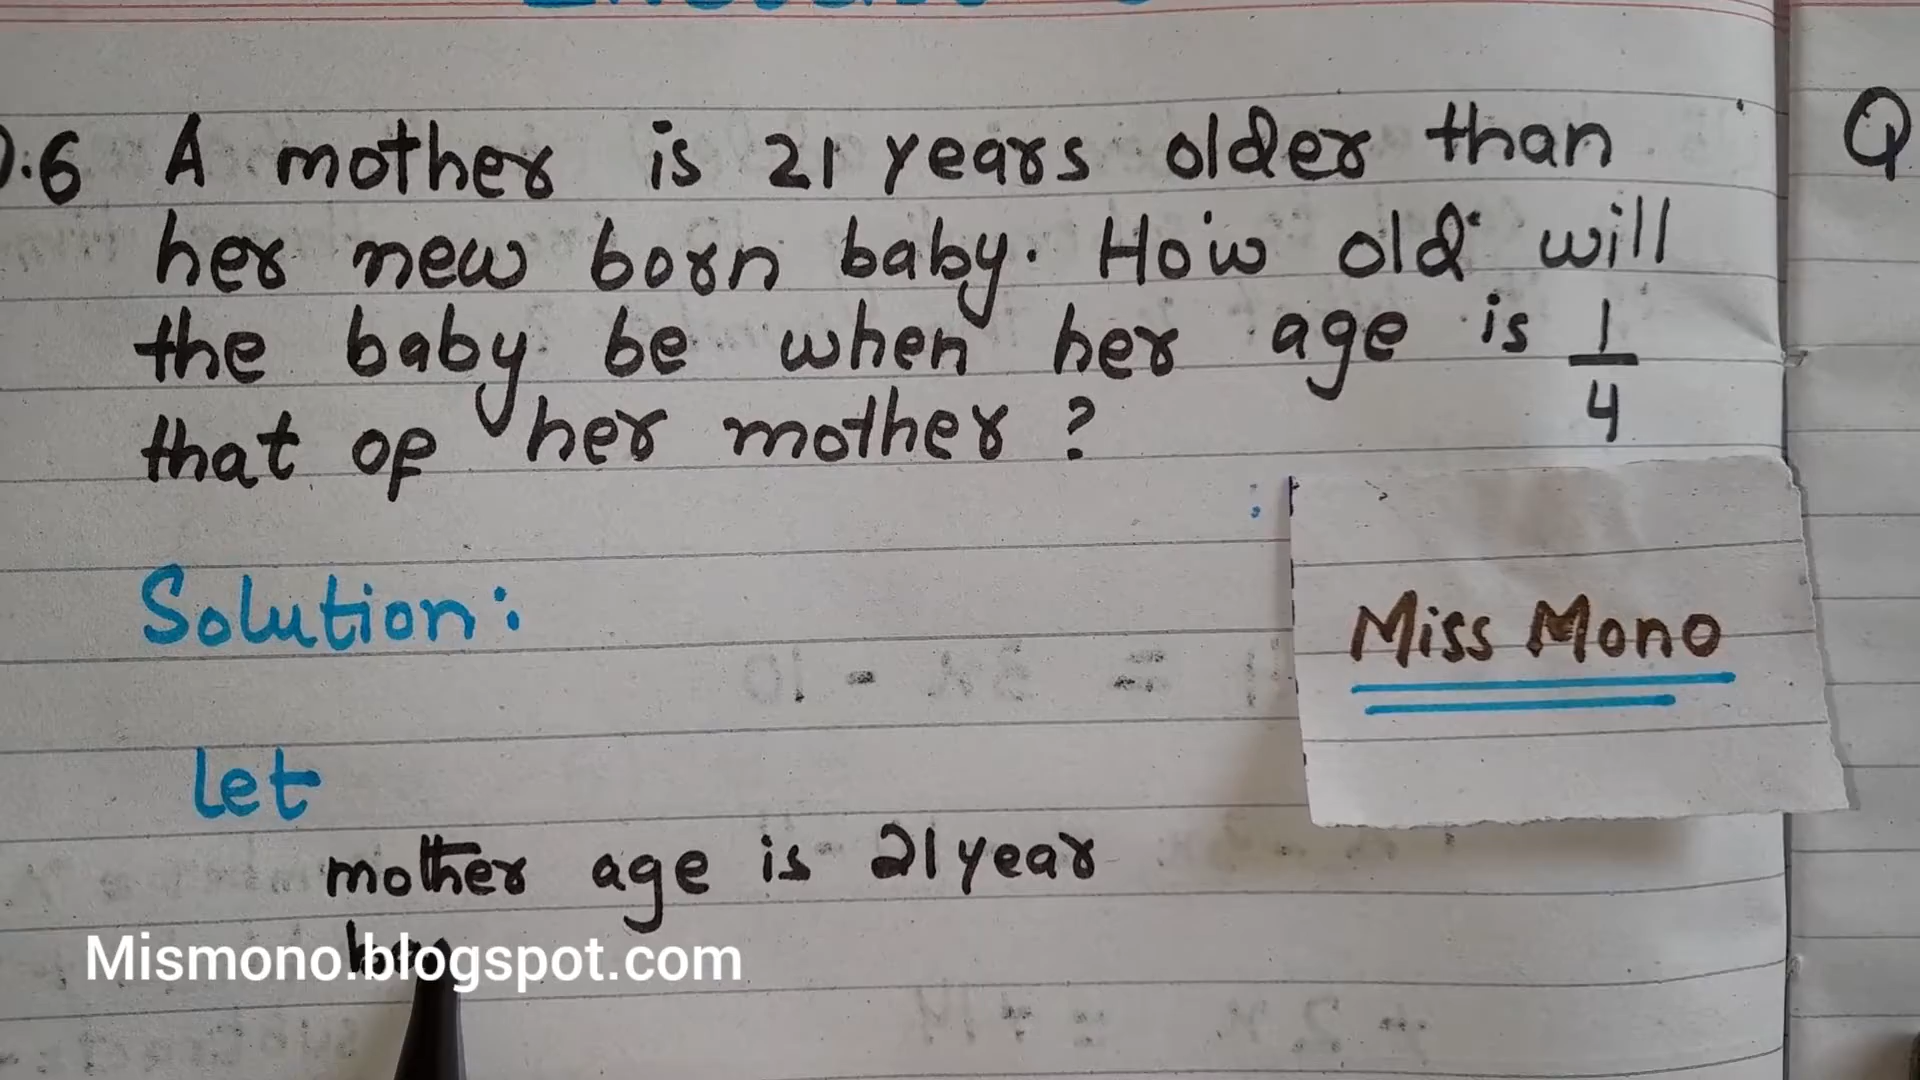 Q.6 A mother is 21 years older than
her new born baby. How old will
the baby be when her age is 1/4
that of her mother ?
Solution:
Miss Mono
Let
mother age is 21 year
Mismono.blogspot.com
Q